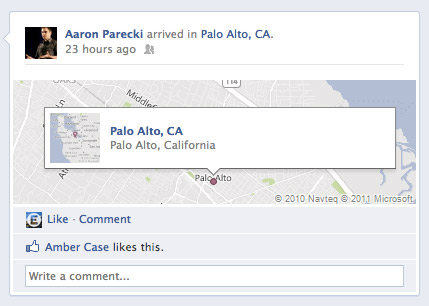 Aaron Parecki arrived in Palo Alto, CA.
23 hours ago
114
Middlef
Palo Alto, CA
Palo Alto, California
Palo Alto
© 2010 Navteq © 2011 Microsoft
Like · Comment
Amber Case likes this.
Write a comment...